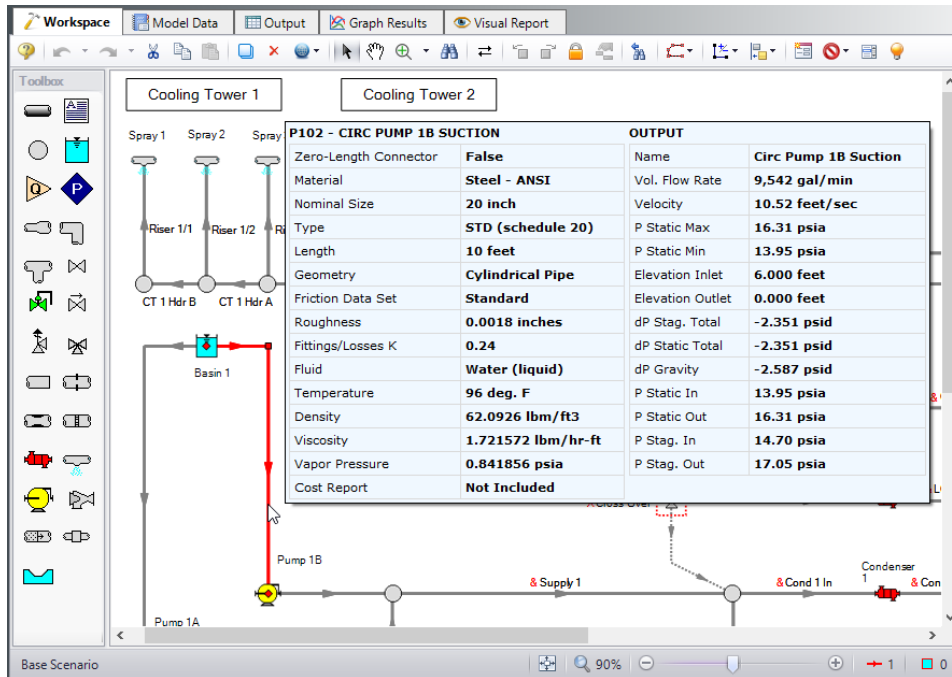 Workspace Model Data Output Graph Results Visual Report
Toolbox
Cooling Tower 1 Cooling Tower 2
Spray 1 Spray 2 Spray
Riser 1/1 Riser 1/2 Ri
CT 1 Hdr B CT 1 Hdr A
Basin 1
P102 - CIRC PUMP 1B SUCTION OUTPUT
Zero-Length Connector False Name Circ Pump 1B Suction
Material Steel - ANSI Vol. Flow Rate 9,542 gal/min
Nominal Size 20 inch Velocity 10.52 feet/sec
Type STD (schedule 20) P Static Max 16.31 psia
Length 10 feet P Static Min 13.95 psia
Geometry Cylindrical Pipe Elevation Inlet 6.000 feet
Friction Data Set Standard Elevation Outlet 0.000 feet
Roughness 0.0018 inches dP Stag. Total -2.351 psid
Fittings/Losses K 0.24 dP Static Total -2.351 psid
Fluid Water (liquid) dP Gravity -2.587 psid
Temperature 96 deg. F P Static In 13.95 psia
Density 62.0926 lbm/ft3 P Static Out 16.31 psia
Viscosity 1.721572 lbm/hr-ft P Stag. In 14.70 psia
Vapor Pressure 0.841856 psia P Stag. Out 17.05 psia
Cost Report Not Included
Pump 1B
& Supply 1 & Cond 1 In Condenser
1 & Con
Pump 1A
Base Scenario 90% 1 0